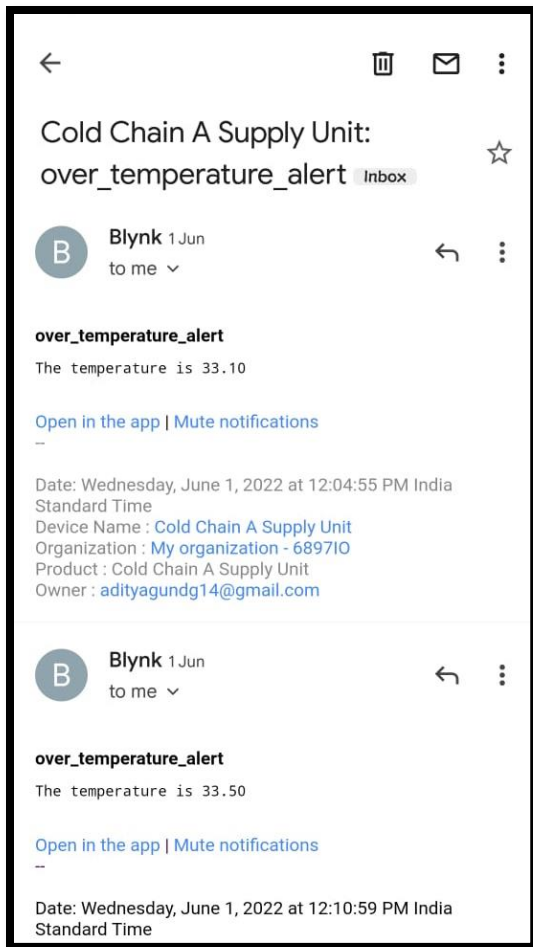 Cold Chain A Supply Unit:
over_temperature_alert Inbox
B
Blynk 1 Jun
to me
over_temperature_alert
The temperature is 33.10
Open in the app | Mute notifications
--
Date: Wednesday, June 1, 2022 at 12:04:55 PM India
Standard Time
Device Name : Cold Chain A Supply Unit
Organization : My organization - 6897IO
Product : Cold Chain A Supply Unit
Owner : adityagundg14@gmail.com
B
Blynk 1 Jun
to me
over_temperature_alert
The temperature is 33.50
Open in the app | Mute notifications
--
Date: Wednesday, June 1, 2022 at 12:10:59 PM India
Standard Time